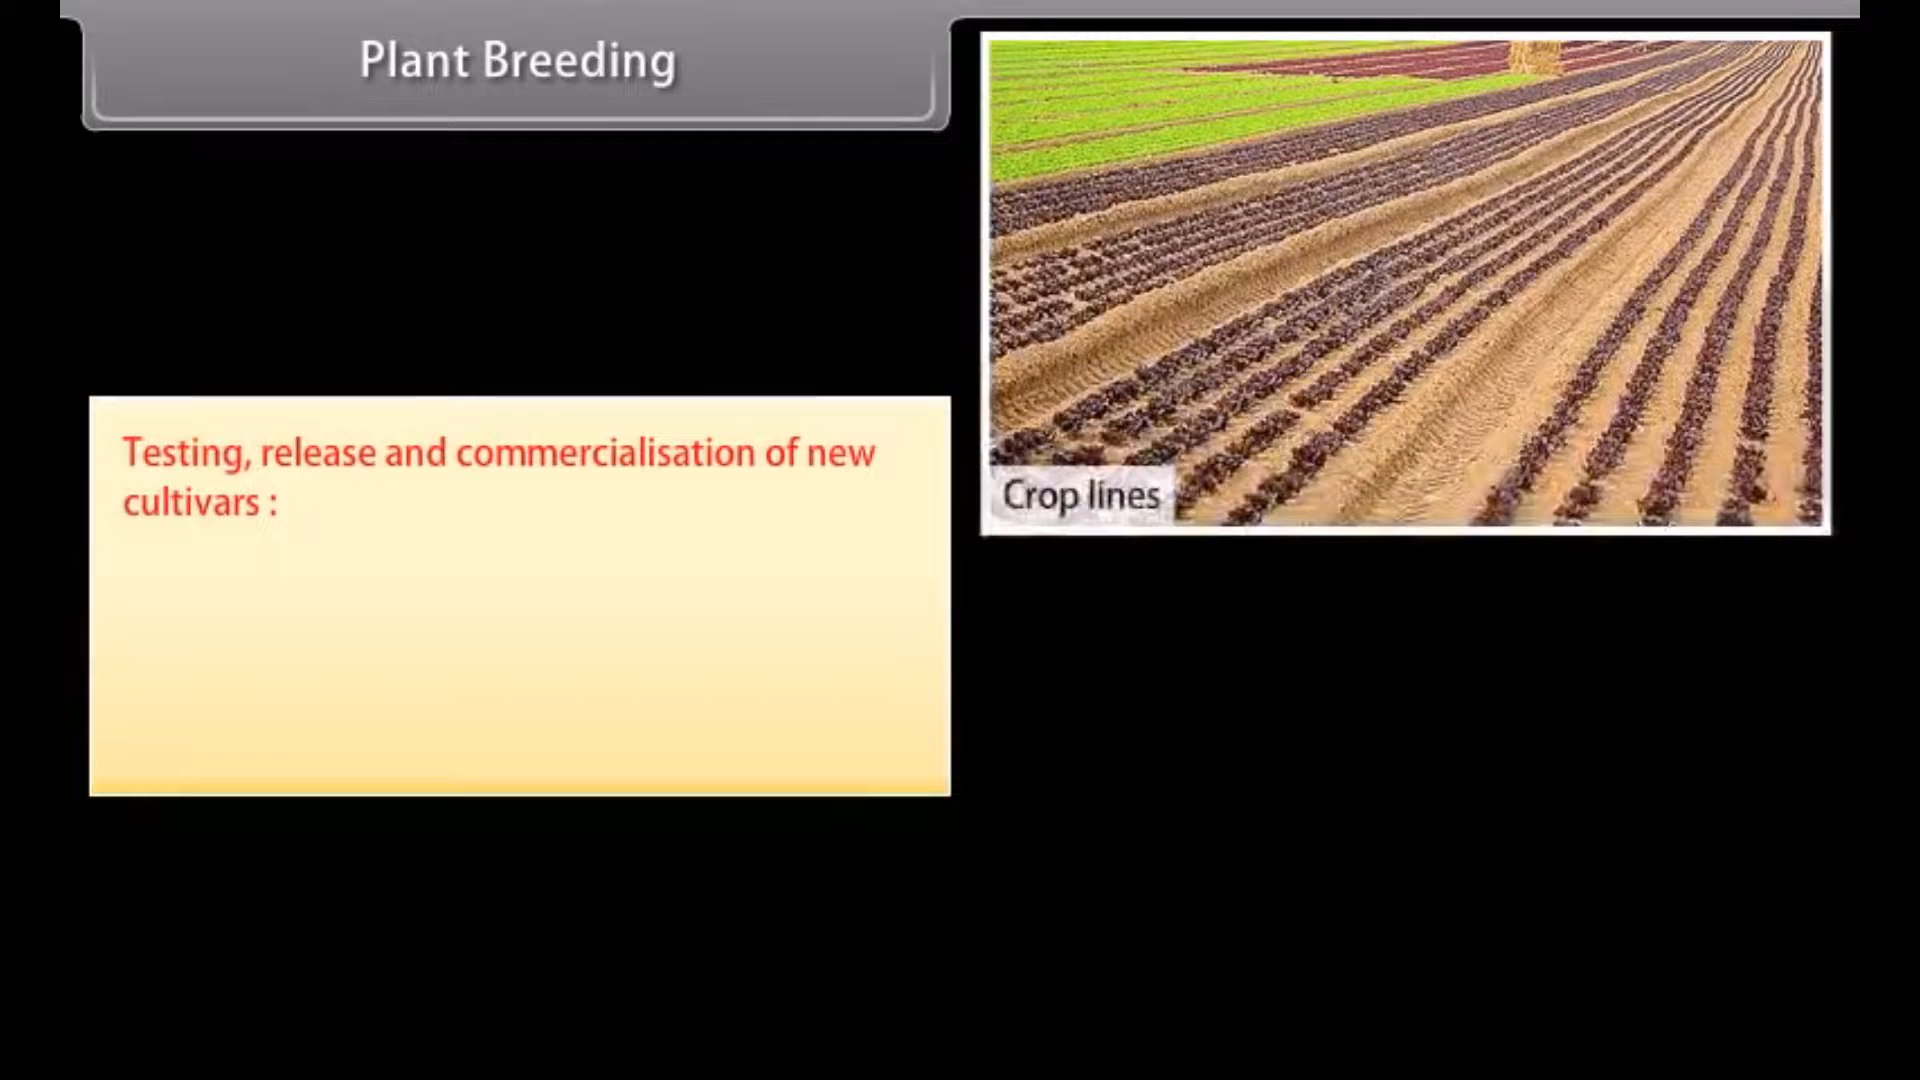 Plant Breeding
Testing, release and commercialisation of new
cultivars :
Crop lines